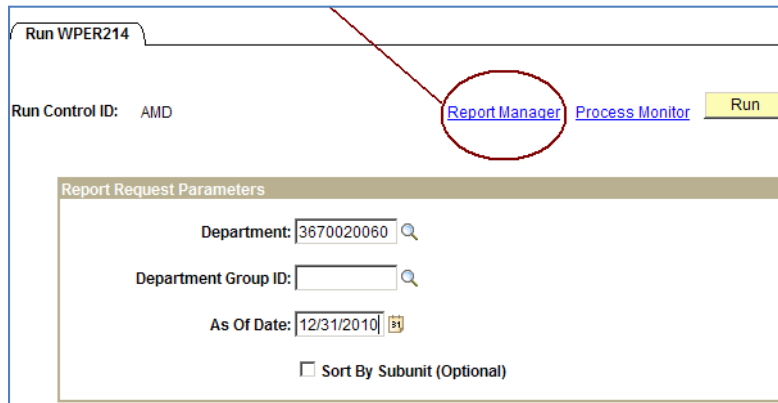 Run WPER214
Run Control ID: AMD Report Manager Process Monitor Run
Report Request Parameters
Department: 3670020060
Department Group ID:
As Of Date: 12/31/2010 31
Sort By Subunit (Optional)